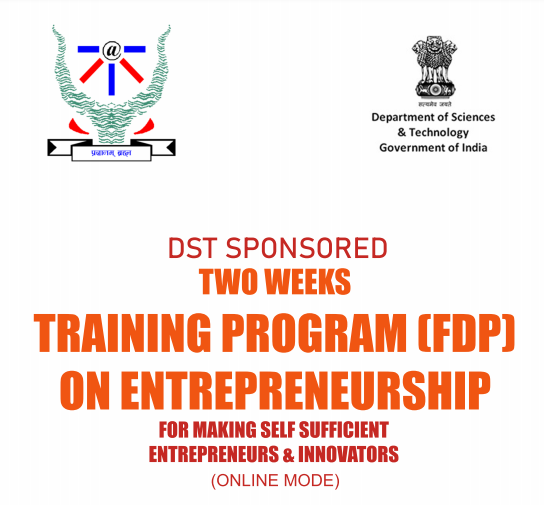 @
प्रज्ञानम् ब्रह्म
सत्यमेव जयते
Department of Sciences
& Technology
Government of India
DST SPONSORED
TWO WEEKS
TRAINING PROGRAM (FDP)
ON ENTREPRENEURSHIP
FOR MAKING SELF SUFFICIENT
ENTREPRENEURS & INNOVATORS
(ONLINE MODE)